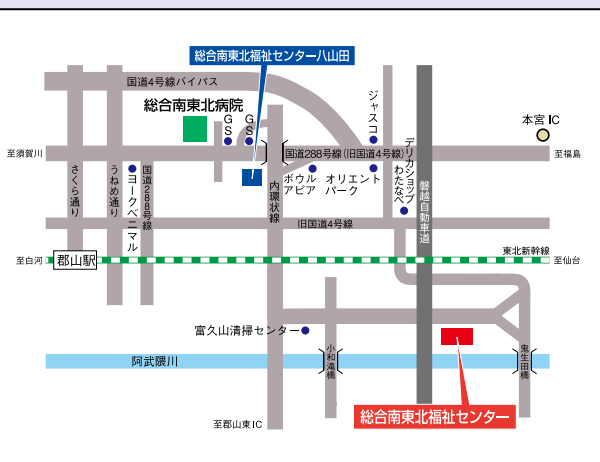 総合南東北福祉センター八山田
国道4号線バイパス
総合南東北病院
GS
GS
ジャスコ
本宮IC
至須賀川
国道288号線(旧国道4号線)
至福島
デリカショップ
わたなべ
ボウル
アピア
オリエント
パーク
さくら通り
うねめ通り
ヨークベニマル
国道288号線
内環状線
磐越自動車道
旧国道4号線
東北新幹線
至白河
郡山駅
至仙台
富久山清掃センター
小和滝橋
鬼生田橋
阿武隈川
総合南東北福祉センター
至郡山東IC